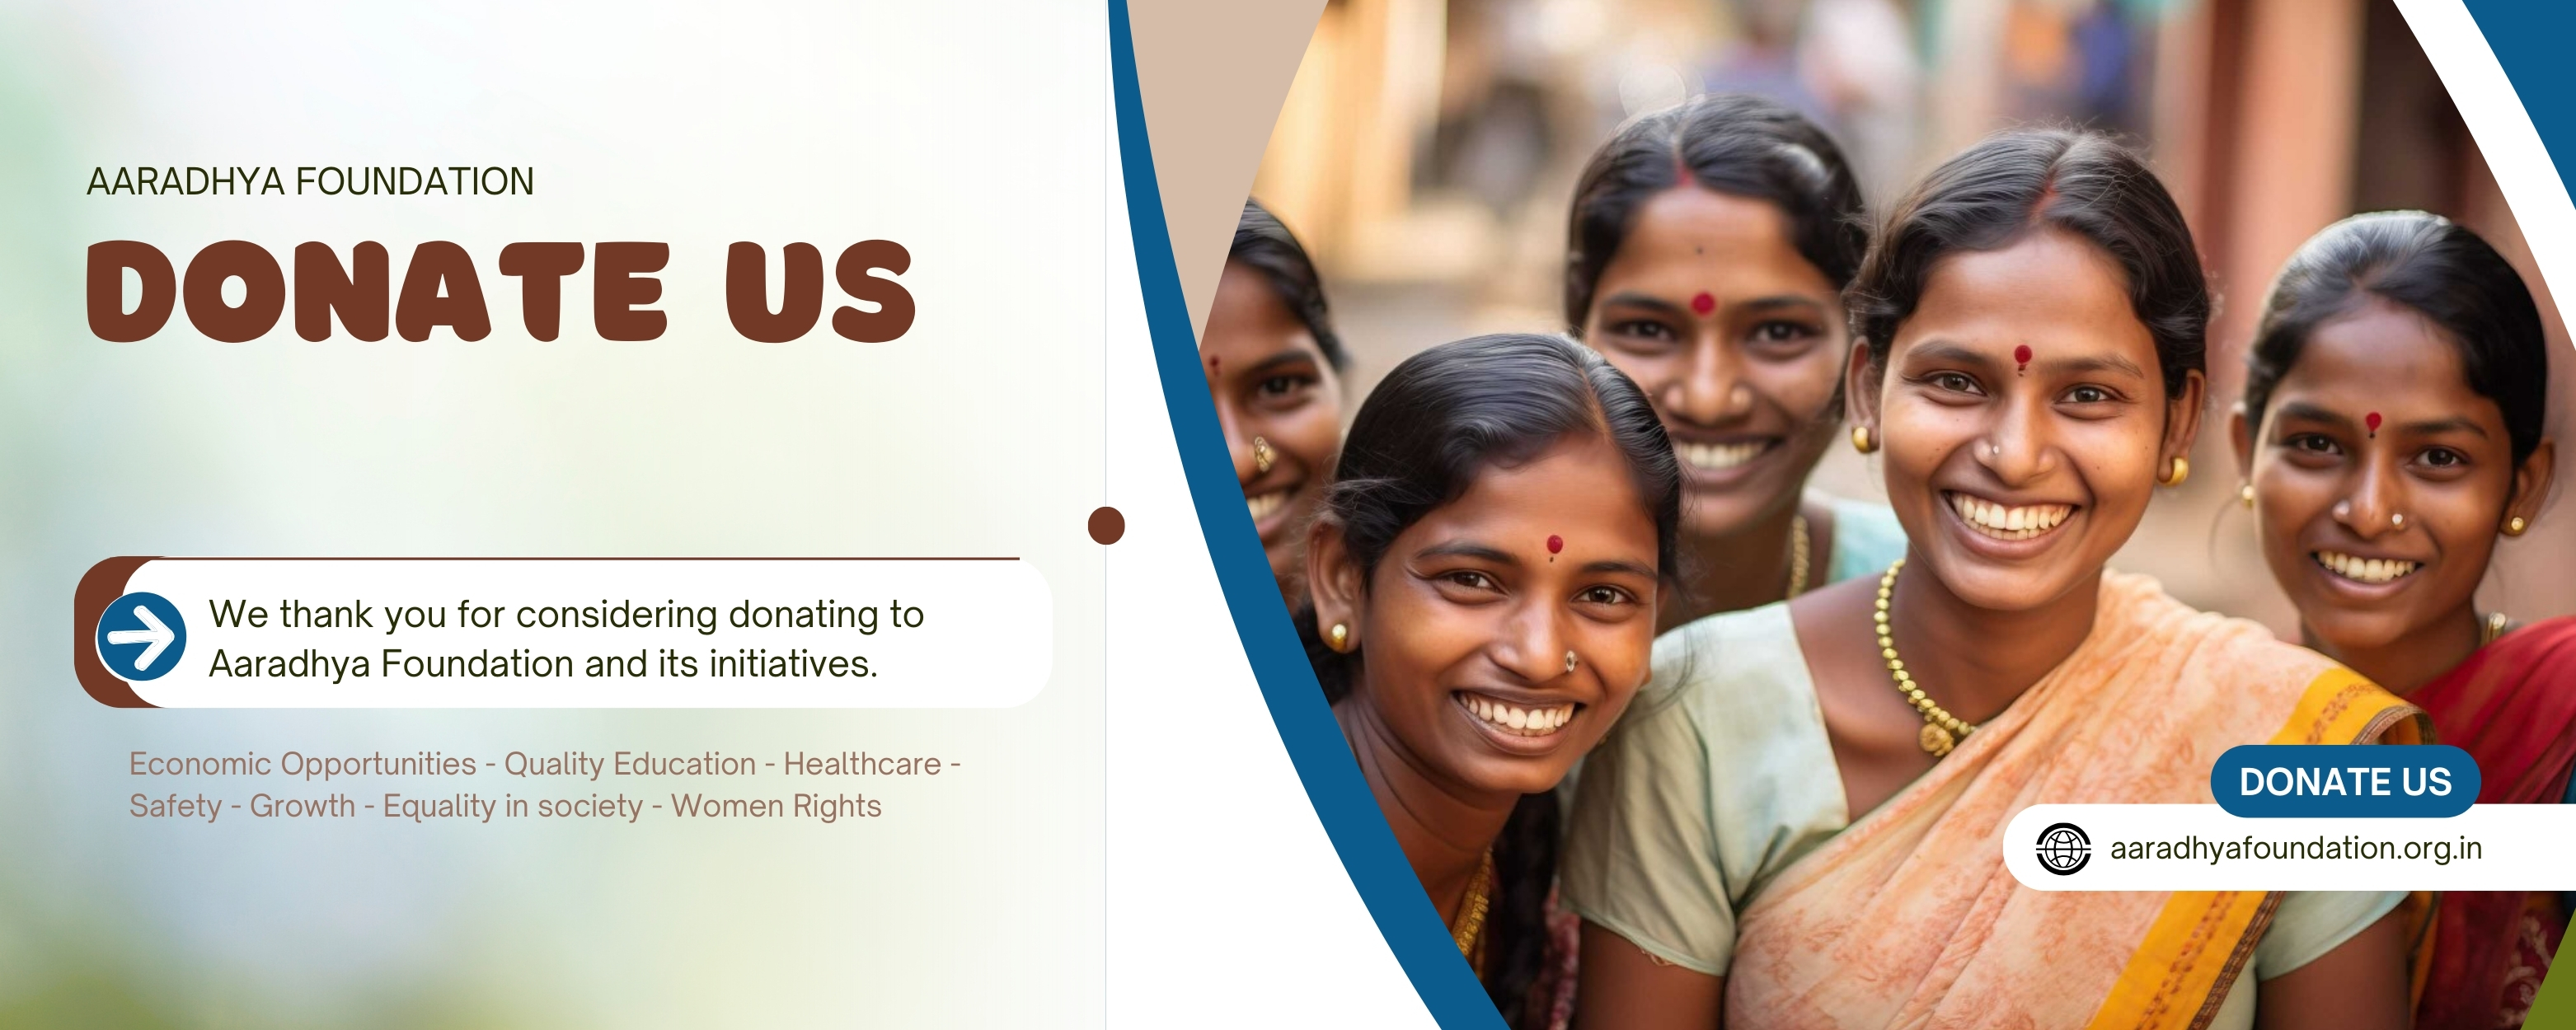 AARADHYA FOUNDATION
DONATE US
We thank you for considering donating to
Aaradhya Foundation and its initiatives.
Economic Opportunities - Quality Education - Healthcare -
Safety - Growth - Equality in society - Women Rights
DONATE US
aaradhyafoundation.org.in